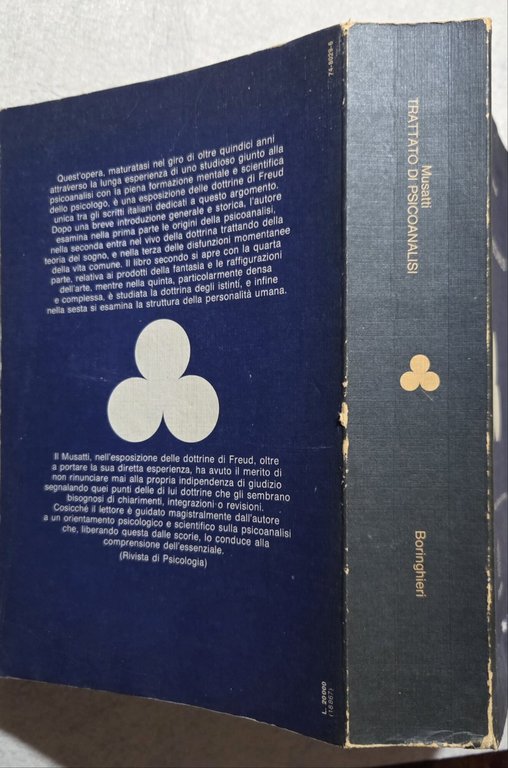 74-8029-6
Quest'opera, maturatasi nel giro di oltre quindici anni
attraverso la lunga esperienza di uno studioso giunto alla
psicoanalisi con la piena formazione mentale e scientifica
dello psicologo, è una esposizione delle dottrine di Freud
unica tra gli scritti italiani dedicati a questo argomento.
Dopo una breve introduzione generale e storica, l'autore
esamina nella prima parte le origini della psicoanalisi,
nella seconda entra nel vivo della dottrina trattando della
teoria del sogno, e nella terza delle disfunzioni momentanee
della vita comune. Il libro secondo si apre con la quarta
parte, relativa ai prodotti della fantasia e le raffigurazioni
dell'arte, mentre nella quinta, particolarmente densa
e complessa, è studiata la dottrina degli istinti, e infine
nella sesta si esamina la struttura della personalità umana.
Il Musatti, nell'esposizione delle dottrine di Freud, oltre
a portare la sua diretta esperienza, ha avuto il merito di
non rinunciare mai alla propria indipendenza di giudizio
segnalando quei punti delle di lui dottrine che gli sembrano
bisognosi di chiarimenti, integrazioni o revisioni.
Cosicché il lettore è guidato magistralmente dall'autore
a un orientamento psicologico e scientifico sulla psicoanalisi
che, liberando questa dalle scorie, lo conduce alla
comprensione dell'essenziale.
(Rivista di Psicologia)
L. 20000
(18867)
Musatti
TRATTATO DI PSICOANALISI
Boringhieri